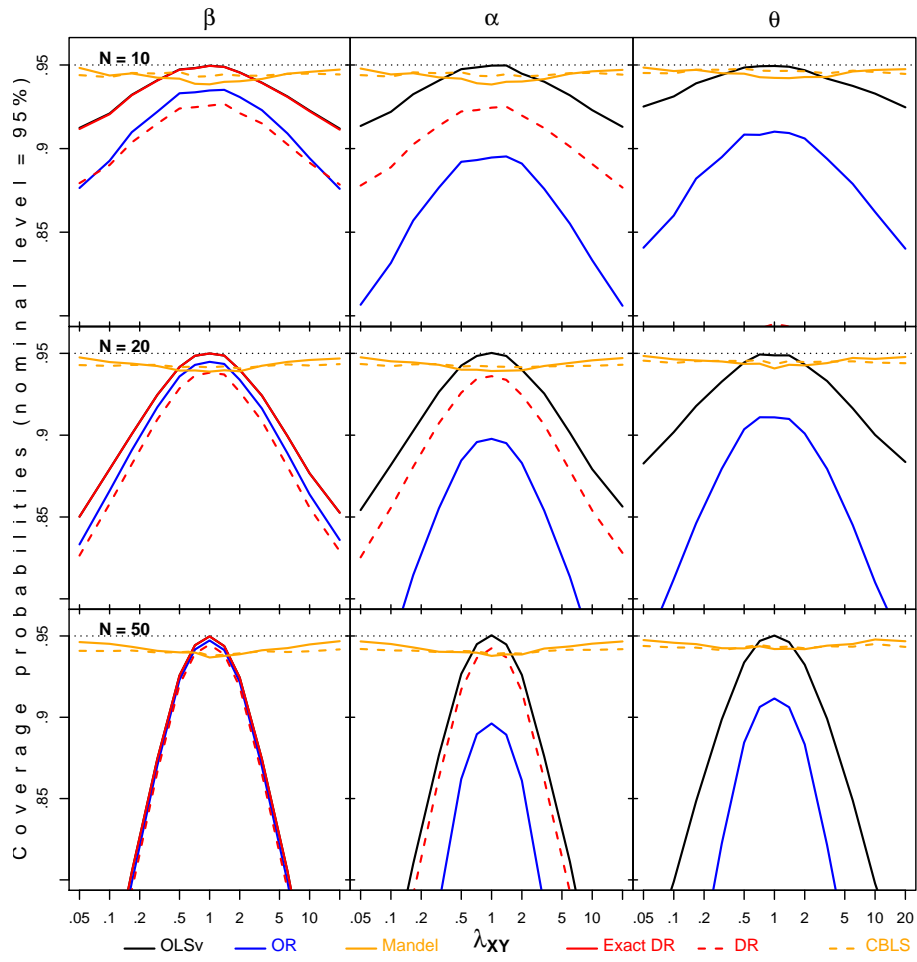 β α θ
Coverage probabilities (nominal level = 95%)
N = 10
.95
.9
.85
N = 20
.95
.9
.85
N = 50
.95
.9
.85
.05 .1 .2 .5 1 2 5 10
.05 .1 .2 .5 1 2 5 10
.05 .1 .2 .5 1 2 5 10 20
λXY
OLSv OR Mandel Exact DR DR CBLS